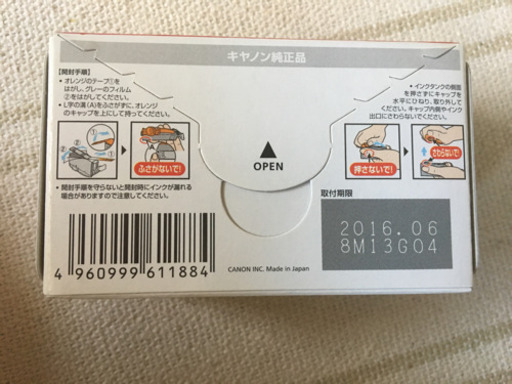 キヤノン純正品
【開封手順】
• オレンジのテープ①を
はがし、グレーのフィルム
②をはがしてください。
• L字の溝(A)をふさがずに、オレンジ
のキャップを上にして持ってください。
ふさがないで!
• 開封手順を守らないと開封時にインクが漏れる
場合がありますので注意してください。
▲
OPEN
• インクタンクの側面
を押さずにキャップを
水平にひねり、取り外して
ください。キャップ内側やインク
出口にさわらないでください。
押さないで!
さわらないで!
取付期限
2016.06
8M13G04
4 960999 611884
CANON INC. Made in Japan